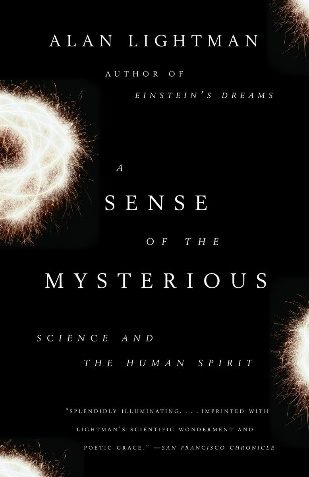 ALAN LIGHTMAN
AUTHOR OF
EINSTEIN'S DREAMS
A
SENSE
OF THE
MYSTERIOUS
SCIENCE AND
THE HUMAN SPIRIT
"SPLENDIDLY ILLUMINATING. . . . IMPRINTED WITH
LIGHTMAN'S SCIENTIFIC WONDERMENT AND
POETIC GRACE." —SAN FRANCISCO CHRONICLE